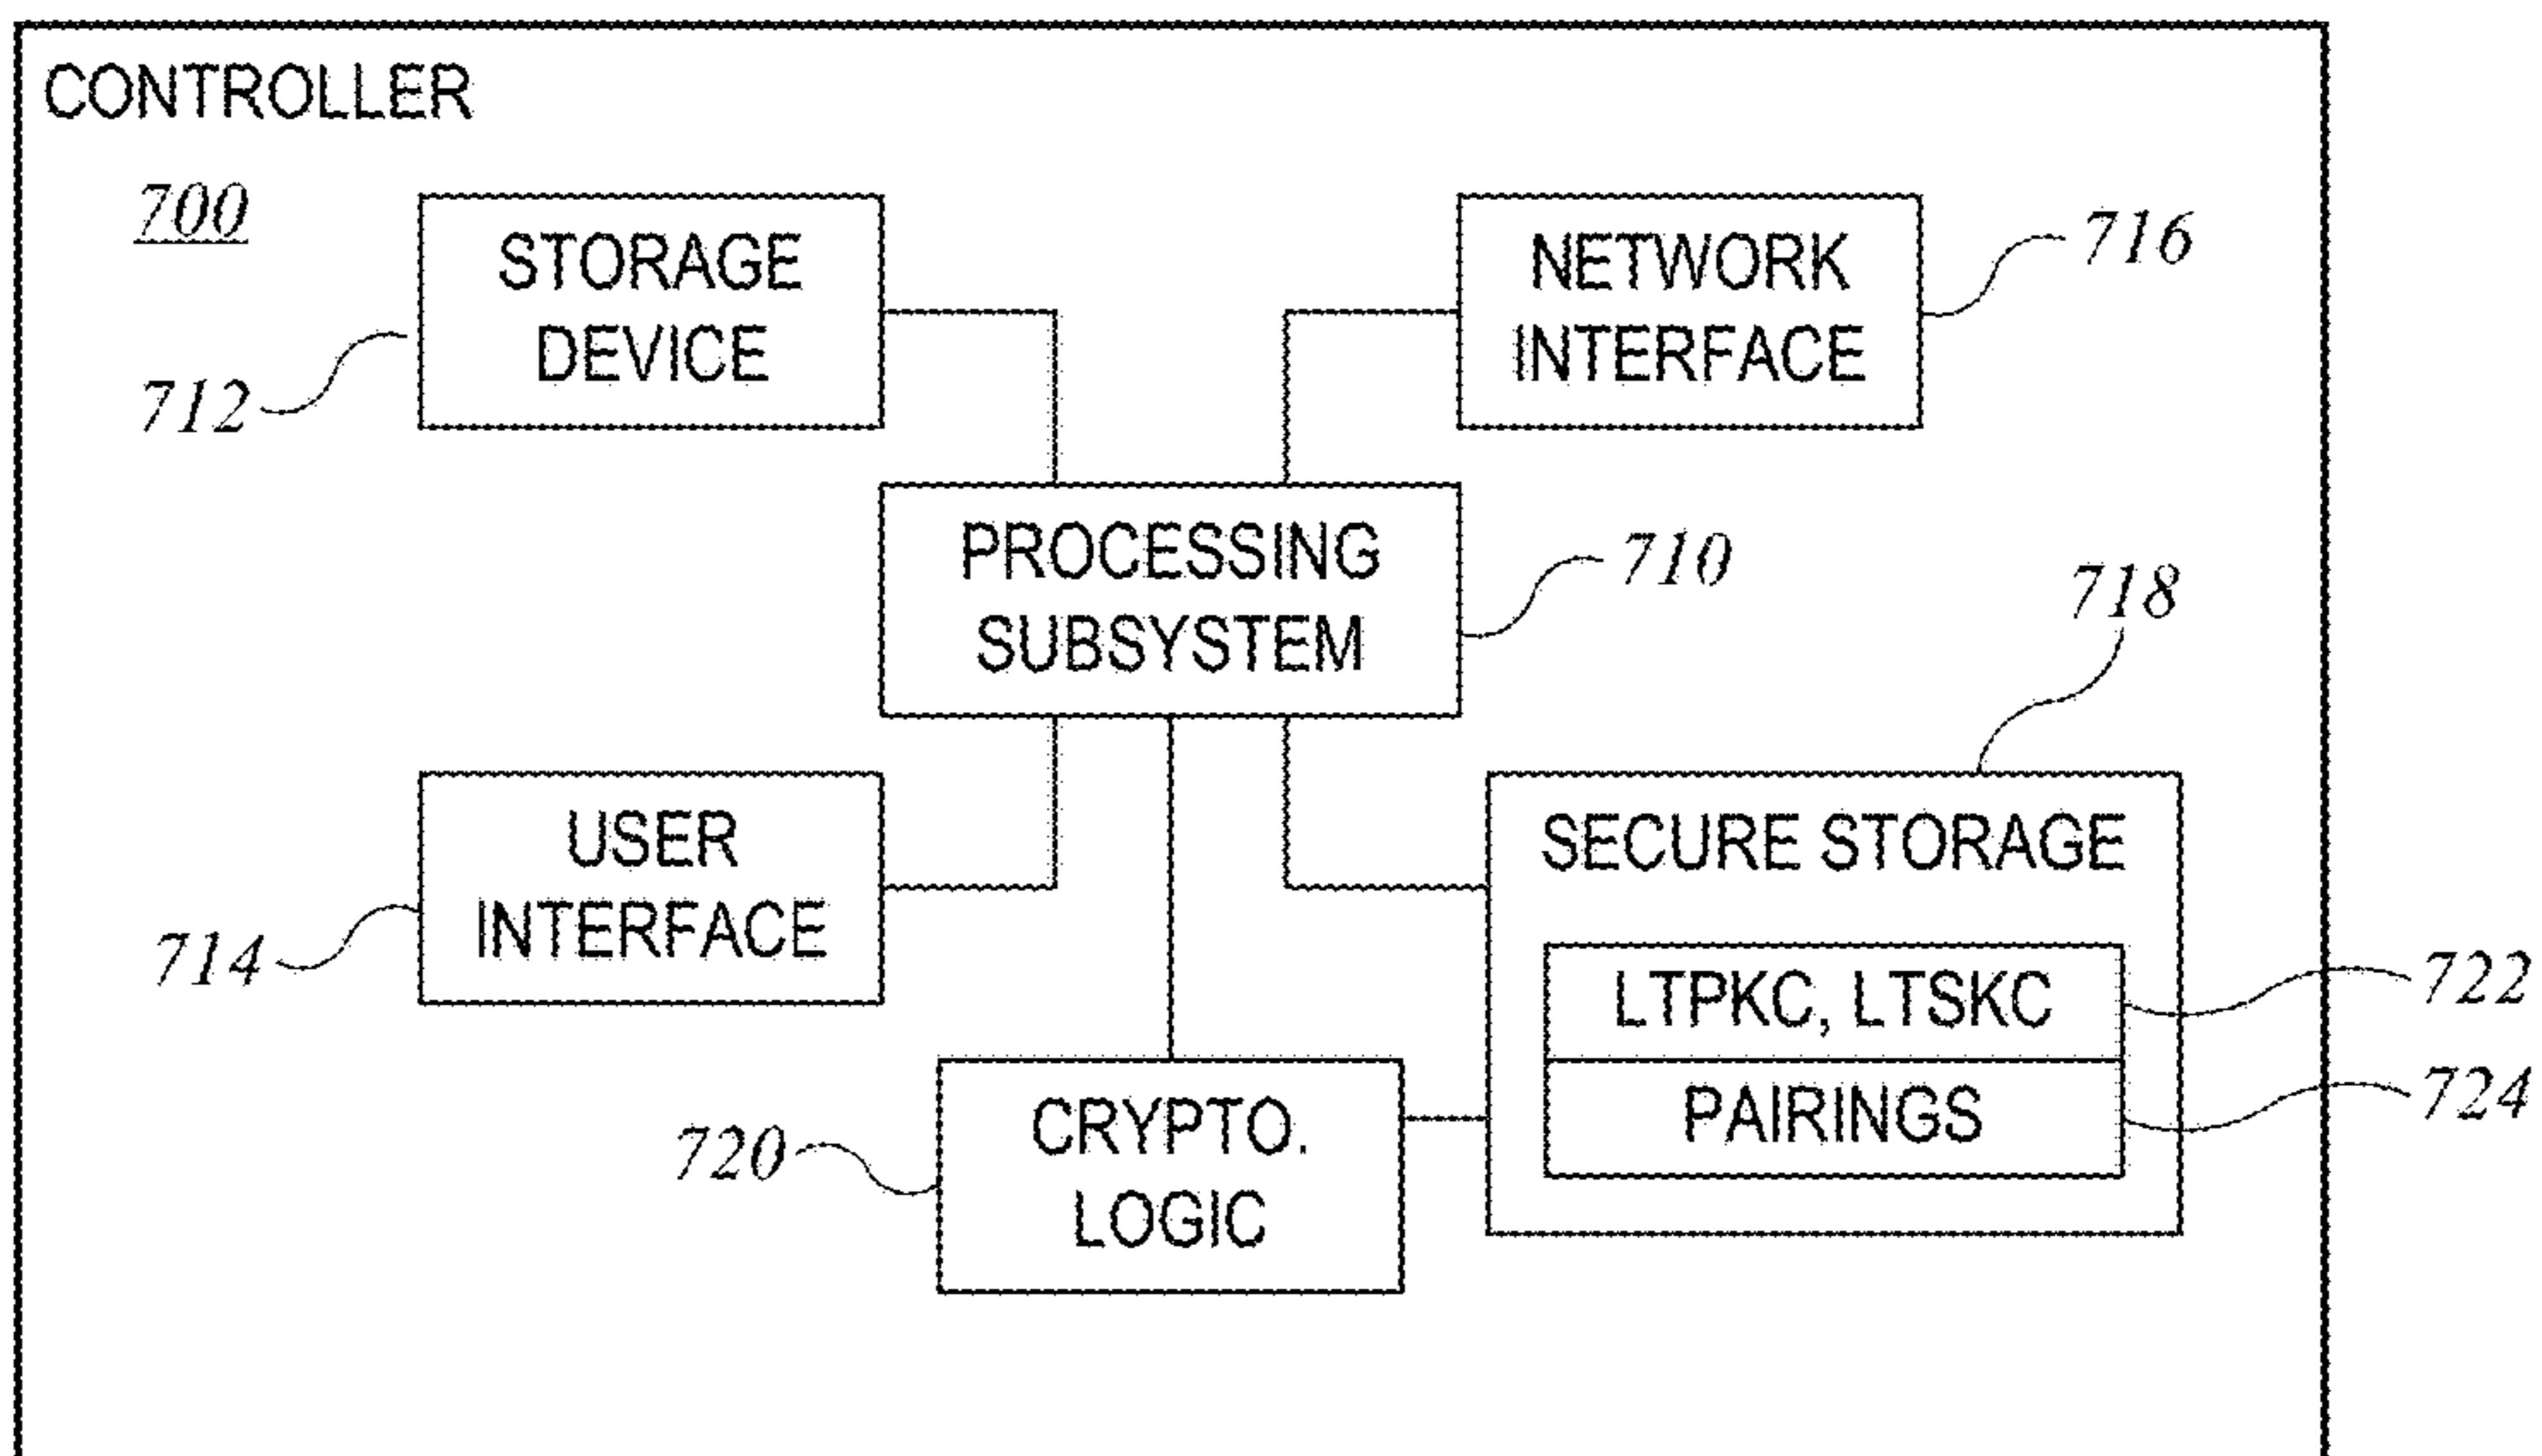 CONTROLLER
700
STORAGE
DEVICE
712
NETWORK
INTERFACE
716
PROCESSING
SUBSYSTEM
710
718
USER
INTERFACE
714
SECURE STORAGE
LTPKC, LTSKC
722
PAIRINGS
724
CRYPTO.
LOGIC
720